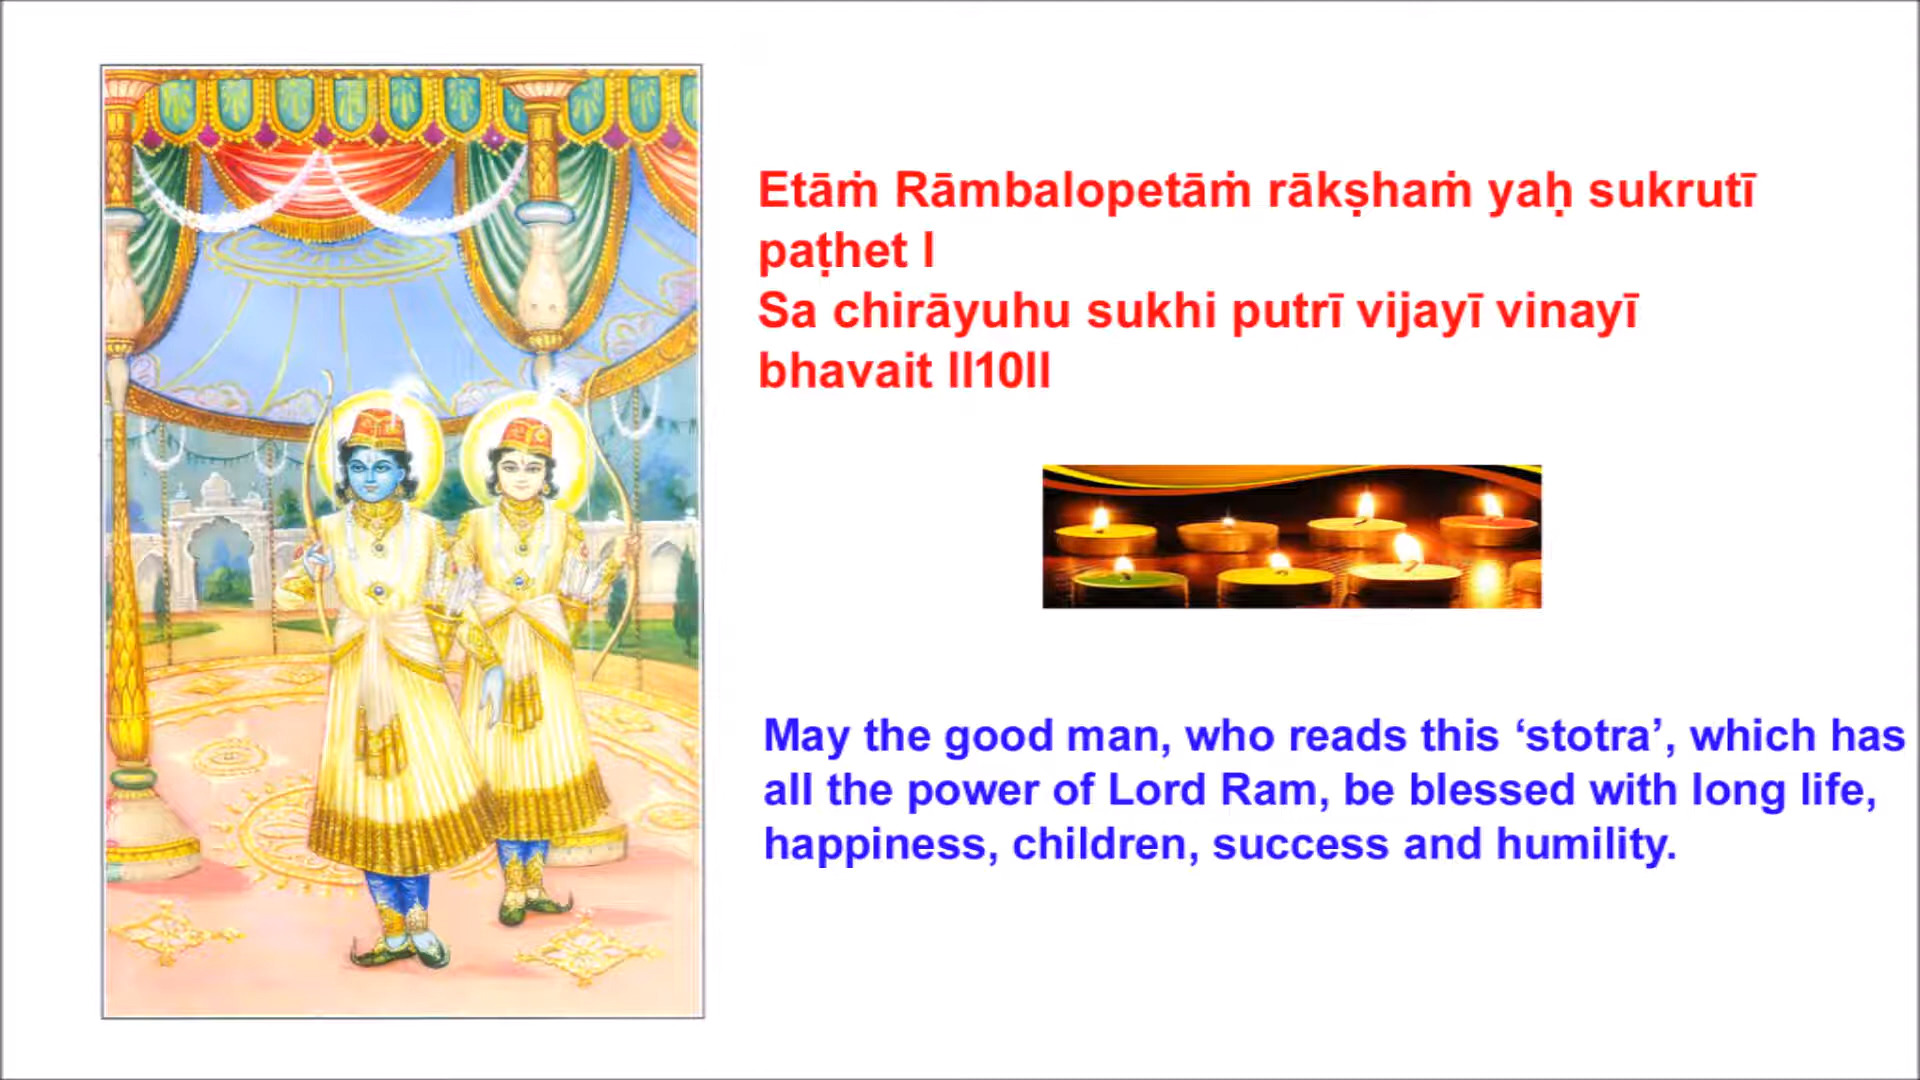 Etāṁ Rāmbalopetāṁ rākṣhaṁ yaḥ sukrutī
paṭhet I
Sa chirāyuhu sukhi putrī vijayī vinayī
bhavait II10II
May the good man, who reads this ‘stotra’, which has
all the power of Lord Ram, be blessed with long life,
happiness, children, success and humility.